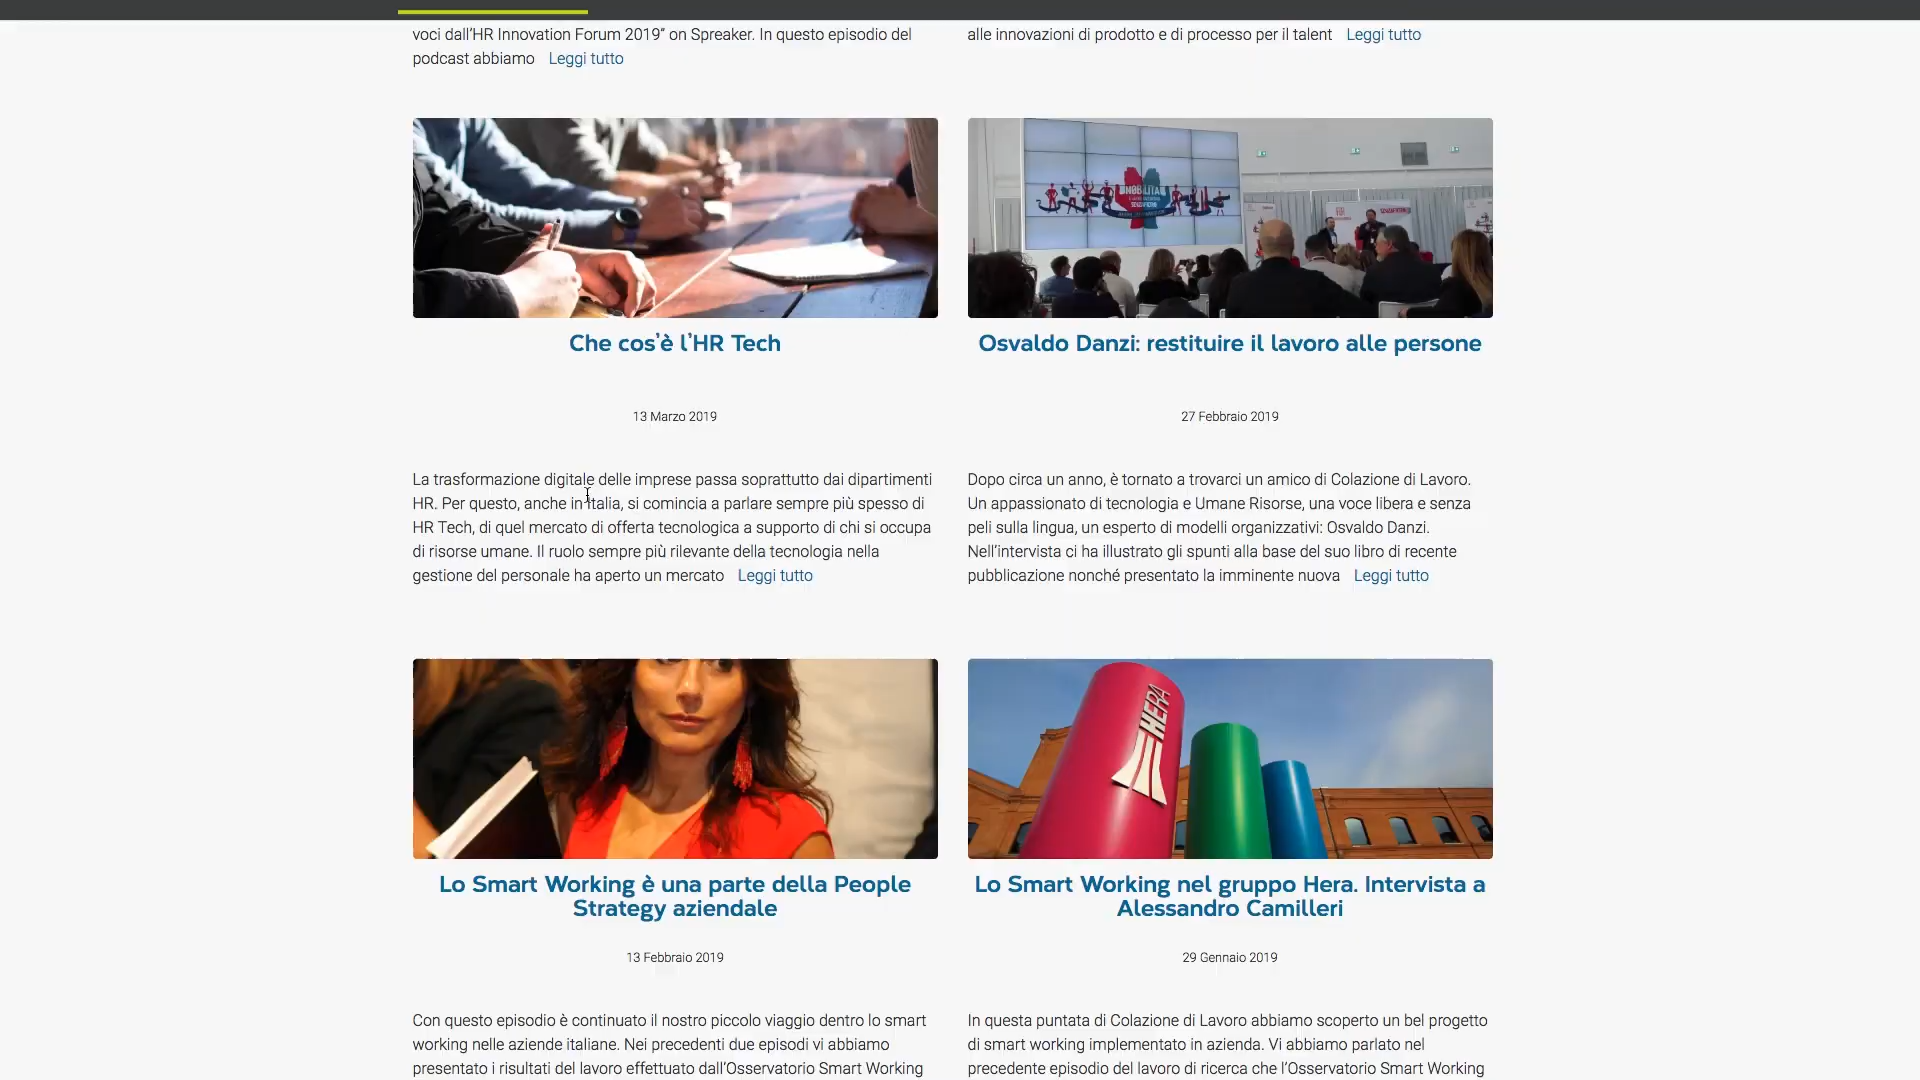 voci dall'HR Innovation Forum 2019” on Spreaker. In questo episodio del
podcast abbiamo Leggi tutto
alle innovazioni di prodotto e di processo per il talent Leggi tutto
NOBILITA
Che cos'è l'HR Tech
13 Marzo 2019
La trasformazione digitale delle imprese passa soprattutto dai dipartimenti
HR. Per questo, anche in Italia, si comincia a parlare sempre più spesso di
HR Tech, di quel mercato di offerta tecnologica a supporto di chi si occupa
di risorse umane. Il ruolo sempre più rilevante della tecnologia nella
gestione del personale ha aperto un mercato Leggi tutto
Osvaldo Danzi: restituire il lavoro alle persone
27 Febbraio 2019
Dopo circa un anno, è tornato a trovarci un amico di Colazione di Lavoro.
Un appassionato di tecnologia e Umane Risorse, una voce libera e senza
peli sulla lingua, un esperto di modelli organizzativi: Osvaldo Danzi.
Nell'intervista ci ha illustrato gli spunti alla base del suo libro di recente
pubblicazione nonché presentato la imminente nuova Leggi tutto
HERA
Lo Smart Working è una parte della People
Strategy aziendale
13 Febbraio 2019
Con questo episodio è continuato il nostro piccolo viaggio dentro lo smart
working nelle aziende italiane. Nei precedenti due episodi vi abbiamo
presentato i risultati del lavoro effettuato dall'Osservatorio Smart Working
Lo Smart Working nel gruppo Hera. Intervista a
Alessandro Camilleri
29 Gennaio 2019
In questa puntata di Colazione di Lavoro abbiamo scoperto un bel progetto
di smart working implementato in azienda. Vi abbiamo parlato nel
precedente episodio del lavoro di ricerca che l'Osservatorio Smart Working